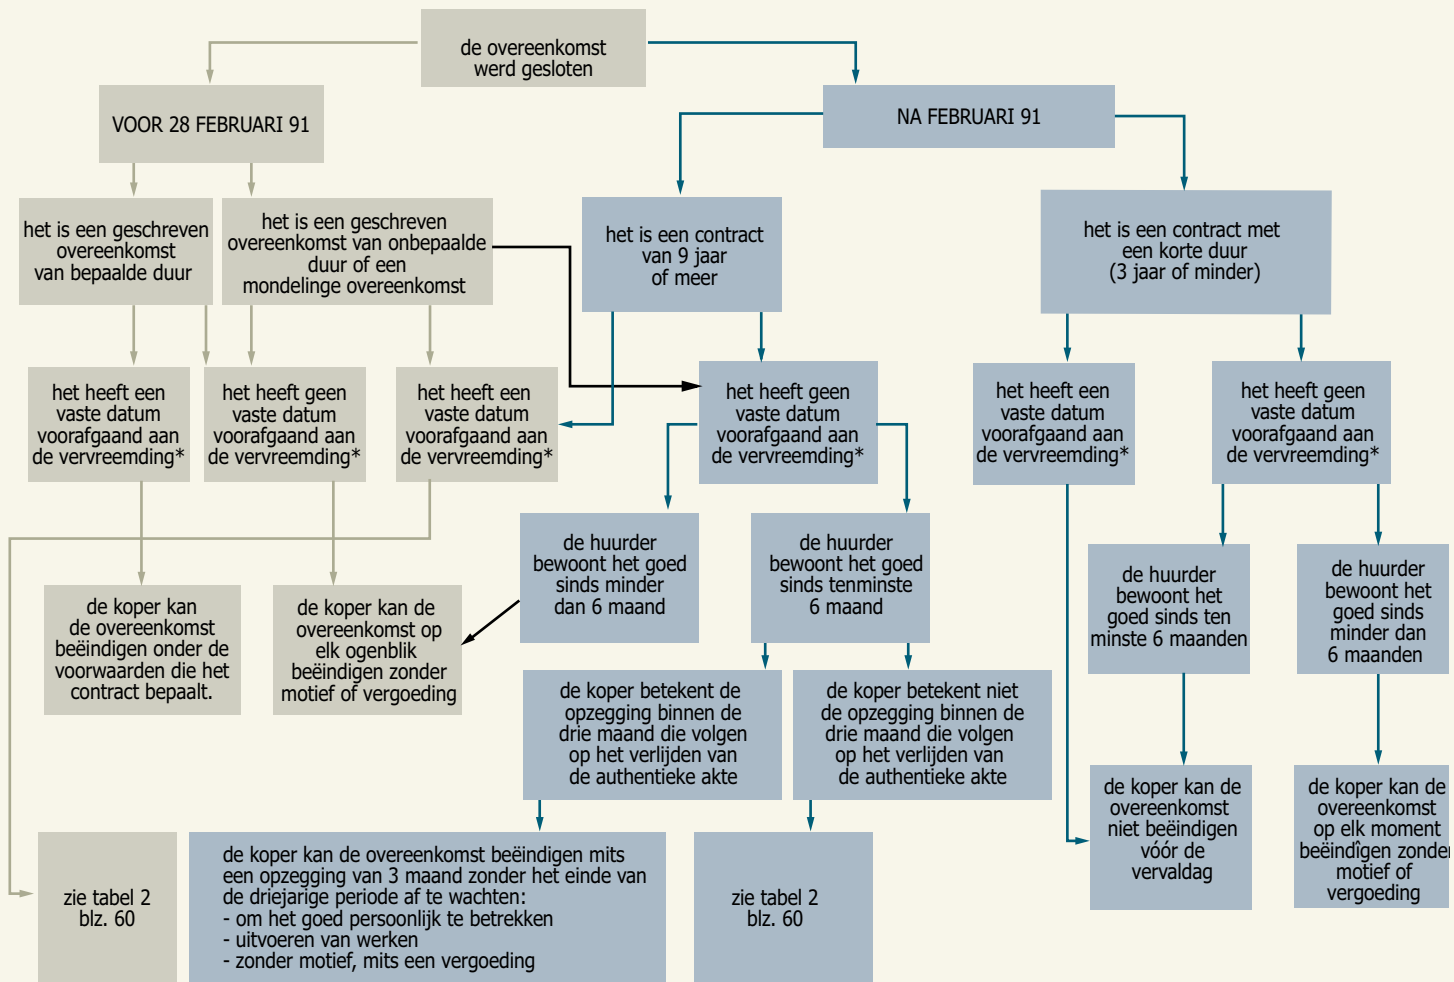 de overeenkomst
werd gesloten
VOOR 28 FEBRUARI 91
NA FEBRUARI 91
het is een geschreven
overeenkomst
van bepaalde duur
het is een geschreven
overeenkomst van onbepaalde
duur of een
mondelinge overeenkomst
het is een contract
van 9 jaar
of meer
het is een contract met
een korte duur
(3 jaar of minder)
het heeft een
vaste datum
voorafgaand aan
de vervreemding*
het heeft geen
vaste datum
voorafgaand aan
de vervreemding*
het heeft een
vaste datum
voorafgaand aan
de vervreemding*
het heeft geen
vaste datum
voorafgaand aan
de vervreemding*
het heeft een
vaste datum
voorafgaand aan
de vervreemding*
het heeft geen
vaste datum
voorafgaand aan
de vervreemding*
de huurder
bewoont het goed
sinds minder
dan 6 maand
de huurder
bewoont het goed
sinds tenminste
6 maand
de huurder
bewoont het
goed sinds ten
minste 6 maanden
de huurder
bewoont het
goed sinds
minder dan
6 maanden
de koper kan
de overeenkomst
beëindigen onder de
voorwaarden die het
contract bepaalt.
de koper kan de
overeenkomst op
elk ogenblik
beëindigen zonder
motief of vergoeding
de koper betekent de
opzegging binnen de
drie maand die volgen
op het verlijden van
de authentieke akte
de koper betekent niet
de opzegging binnen de
drie maand die volgen
op het verlijden van
de authentieke akte
de koper kan de
overeenkomst
niet beëindigen
vóór de
vervaldag
de koper kan de
overeenkomst
op elk moment
beëindîgen zonder
motief of
vergoeding
zie tabel 2
blz. 60
de koper kan de overeenkomst beëindigen mits
een opzegging van 3 maand zonder het einde van
de driejarige periode af te wachten:
- om het goed persoonlijk te betrekken
- uitvoeren van werken
- zonder motief, mits een vergoeding
zie tabel 2
blz. 60